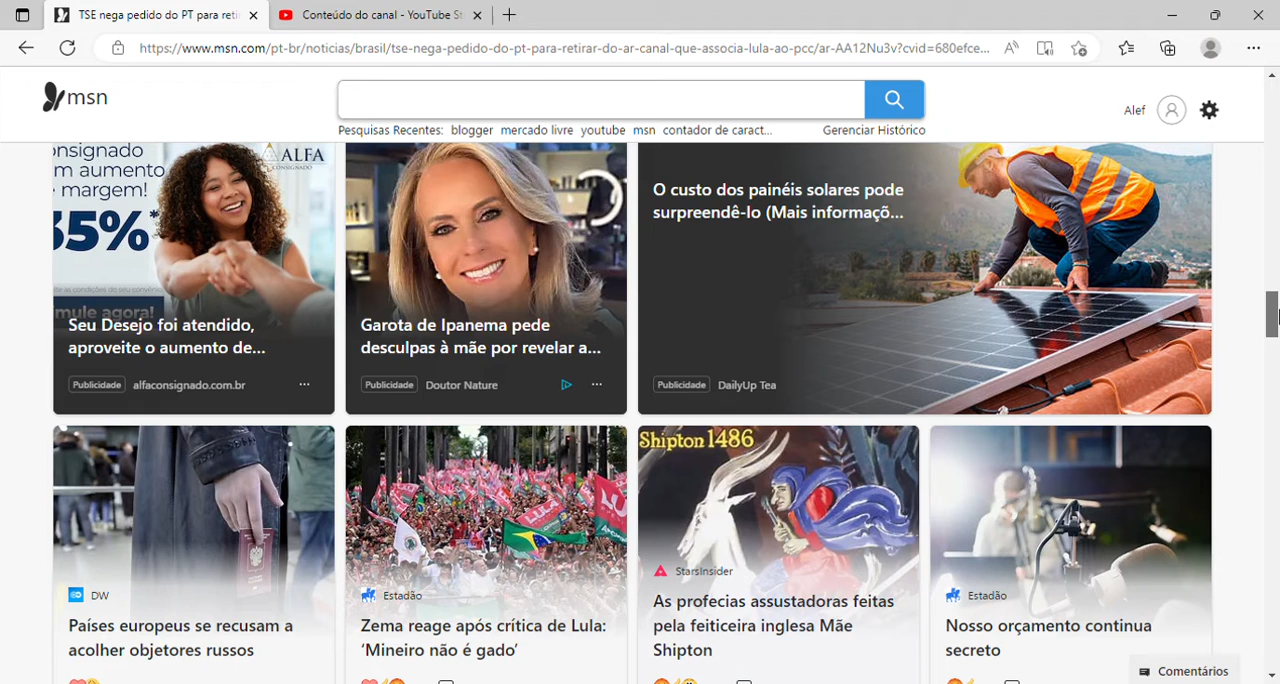 TSE nega pedido do PT para reti
Conteúdo do canal - YouTube St
https://www.msn.com/pt-br/noticias/brasil/tse-nega-pedido-do-pt-para-retirar-do-ar-canal-que-associa-lula-ao-pcc/ar-AA12Nu3v?cvid=680efce...
msn
Alef
Pesquisas Recentes: blogger mercado livre youtube msn contador de caract... Gerenciar Histórico
onsignado
m aumento
margem!
35%*
mule agora!
ALFA
CONSIGNADO
Seu Desejo foi atendido,
aproveite o aumento de...
Publicidade alfaconsignado.com.br
Garota de Ipanema pede
desculpas à mãe por revelar a...
Publicidade Doutor Nature
O custo dos painéis solares pode
surpreendê-lo (Mais informaçõ...
Publicidade DailyUp Tea
DW
Países europeus se recusam a
acolher objetores russos
LULA
Estadão
Zema reage após crítica de Lula:
‘Mineiro não é gado’
Shipton 1486
StarsInsider
As profecias assustadoras feitas
pela feiticeira inglesa Mãe
Shipton
Estadão
Nosso orçamento continua
secreto
Comentários